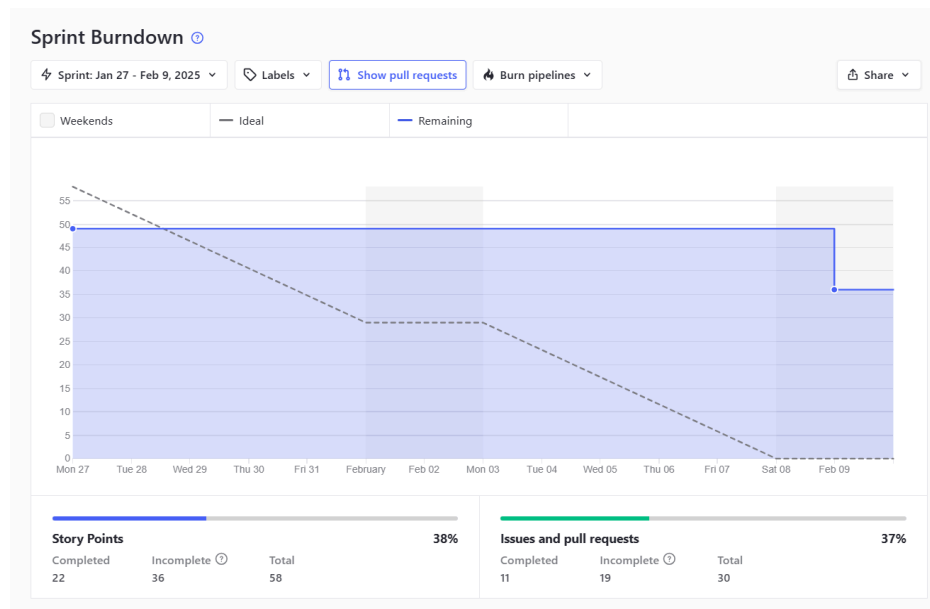 Sprint Burndown
Sprint: Jan 27 - Feb 9, 2025 Labels Show pull requests Burn pipelines Share
Weekends Ideal Remaining
55
50
45
40
35
30
25
20
15
10
5
0
Mon 27 Tue 28 Wed 29 Thu 30 Fri 31 February Feb 02 Mon 03 Tue 04 Wed 05 Thu 06 Fri 07 Sat 08 Feb 09
Story Points 38%
Completed Incomplete Total
22 36 58
Issues and pull requests 37%
Completed Incomplete Total
11 19 30